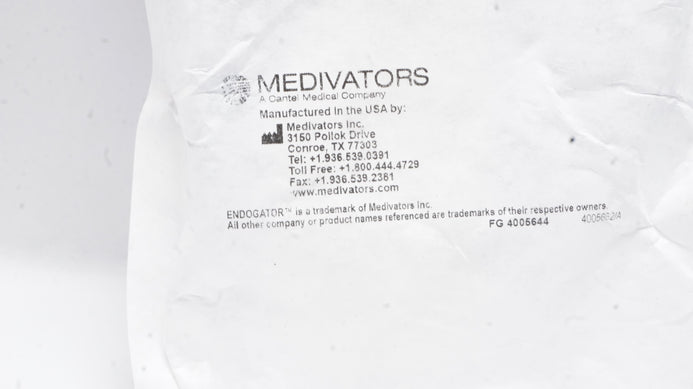 MEDIVATORS
A Cantel Medical Company
Manufactured in the USA by:
Medivators Inc.
3150 Pollok Drive
Conroe, TX 77303
Tel: +1.936.539.0391
Toll Free: +1.800.444.4729
Fax: +1.936.539.2381
www.medivators.com
ENDOGATOR™ is a trademark of Medivators Inc.
All other company or product names referenced are trademarks of their respective owners.
FG 4005644